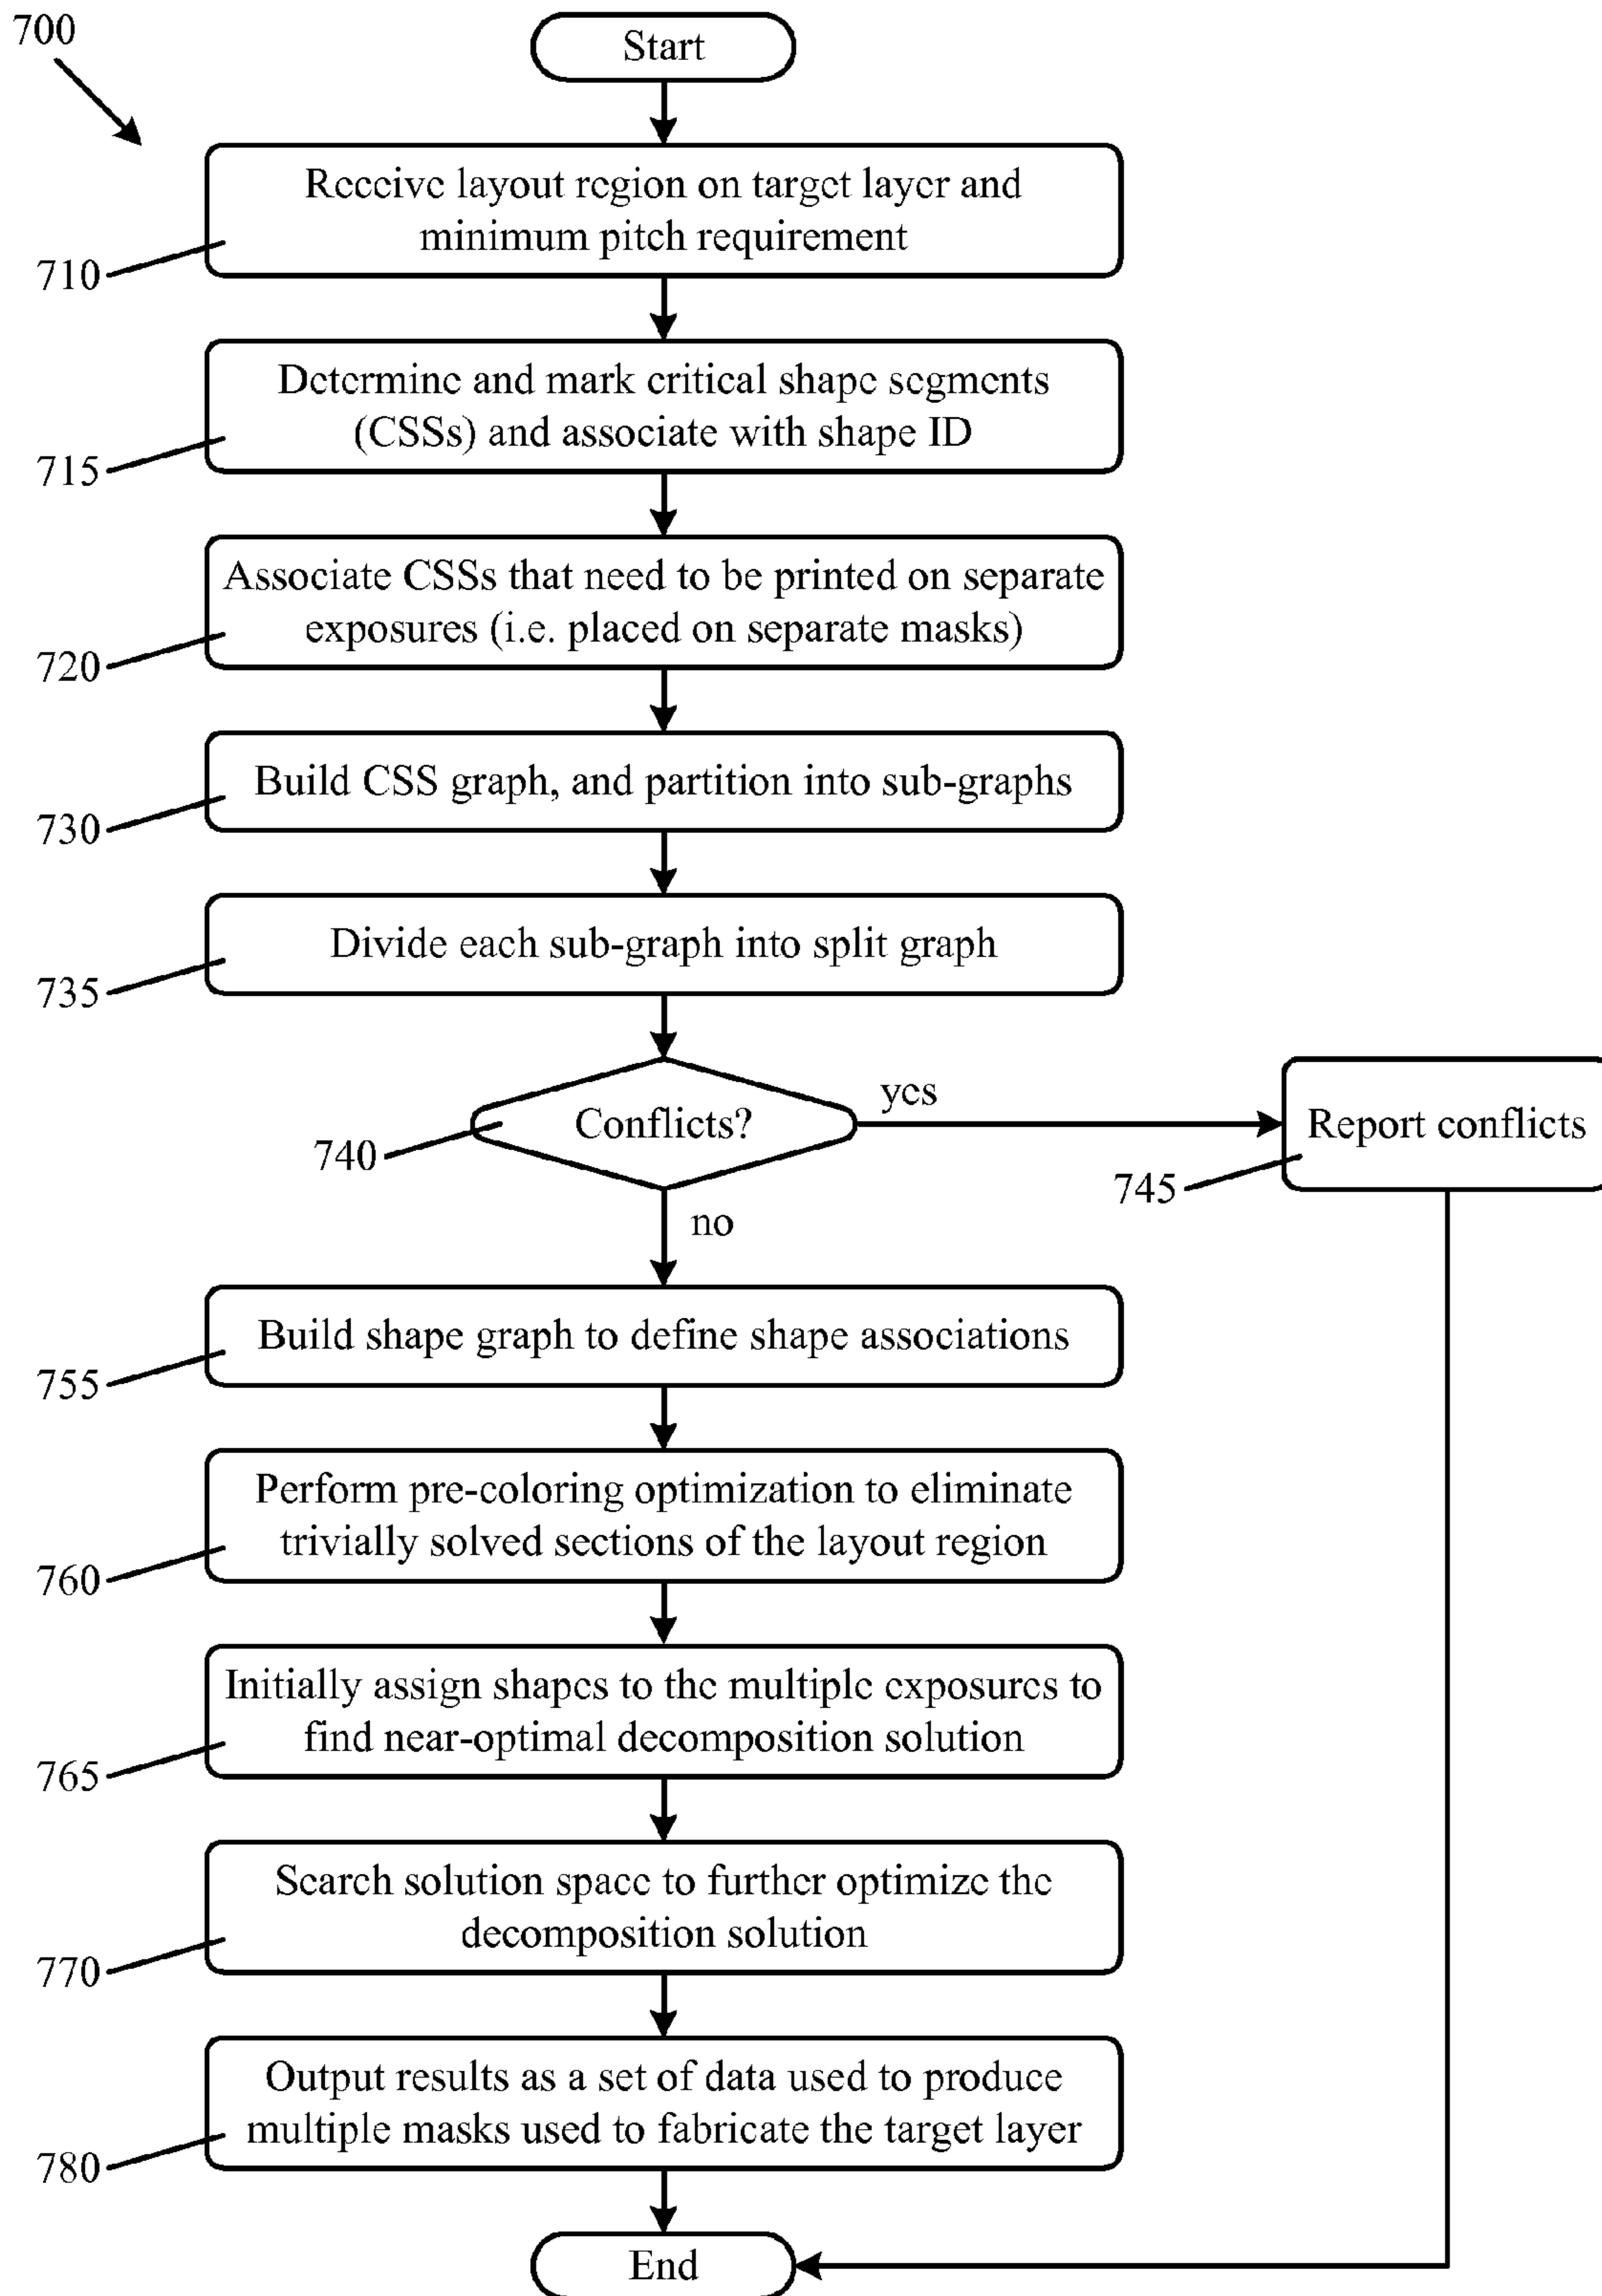 700
Start
Receive layout region on target layer and
minimum pitch requirement
710
Determine and mark critical shape segments
(CSSs) and associate with shape ID
715
Associate CSSs that need to be printed on separate
exposures (i.e. placed on separate masks)
720
Build CSS graph, and partition into sub-graphs
730
Divide each sub-graph into split graph
735
Conflicts?
740
yes
Report conflicts
745
no
Build shape graph to define shape associations
755
Perform pre-coloring optimization to eliminate
trivially solved sections of the layout region
760
Initially assign shapes to the multiple exposures to
find near-optimal decomposition solution
765
Search solution space to further optimize the
decomposition solution
770
Output results as a set of data used to produce
multiple masks used to fabricate the target layer
780
End